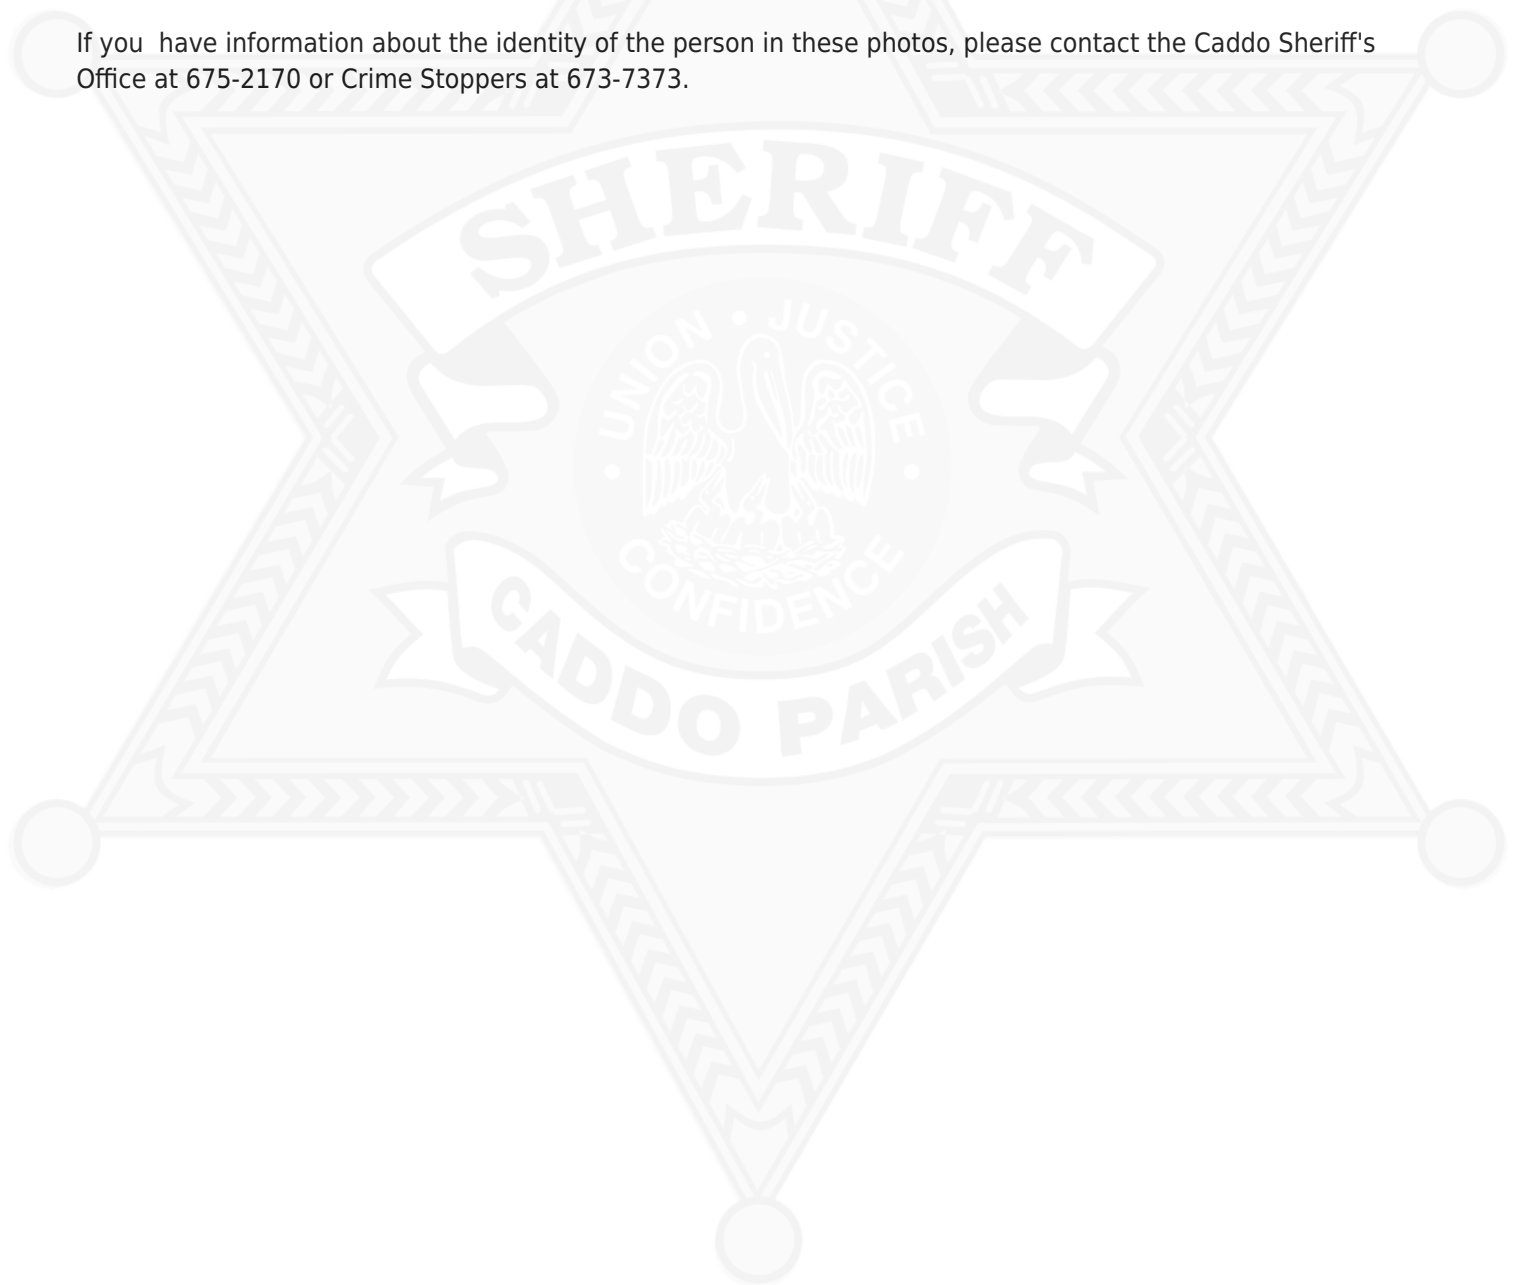 If you  have information about the identity of the person in these photos, please contact the Caddo Sheriff's
Office at 675-2170 or Crime Stoppers at 673-7373.
SHERIFF
UNION • JUSTICE
• CONFIDENCE •
CADDO PARISH